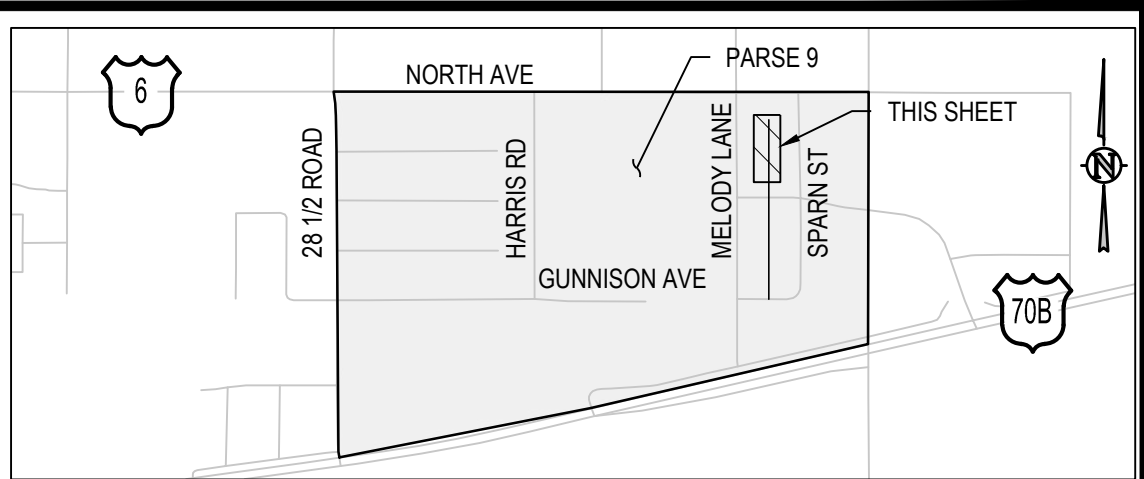 PARSE 9
NORTH AVE
6
THIS SHEET
N
28 1/2 ROAD
HARRIS RD
MELODY LANE
SPARN ST
GUNNISON AVE
70B